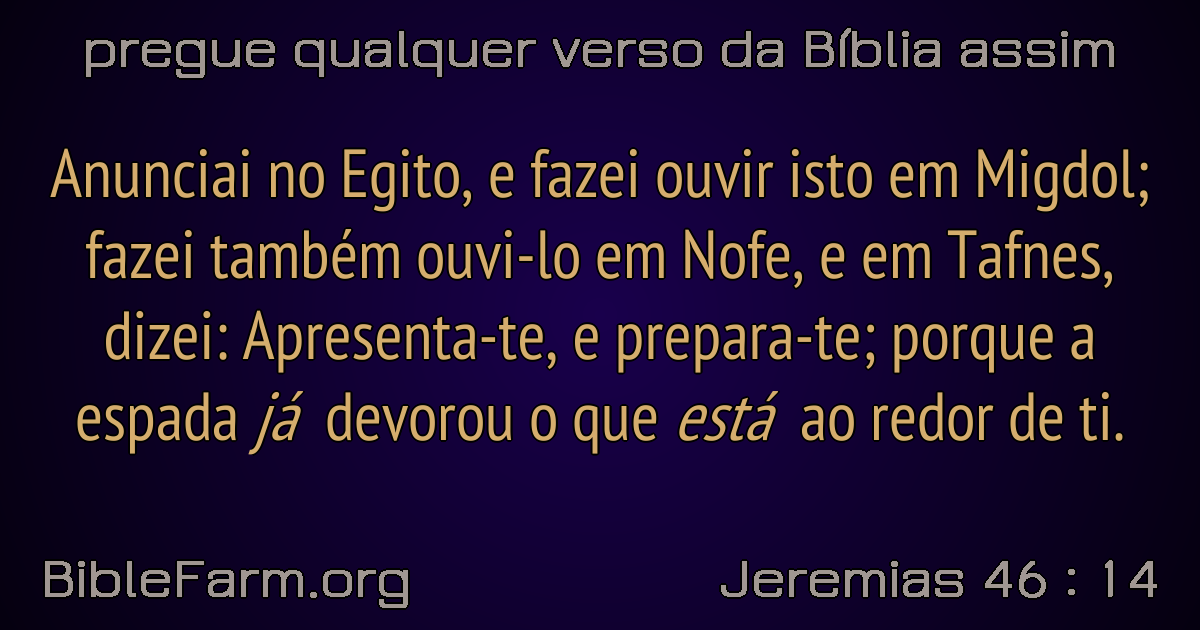 pregue qualquer verso da Bíblia assim
Anunciai no Egito, e fazei ouvir isto em Migdol;
fazei também ouvi-lo em Nofe, e em Tafnes,
dizei: Apresenta-te, e prepara-te; porque a
espada já devorou o que está ao redor de ti.
BibleFarm.org
Jeremias 46 : 14